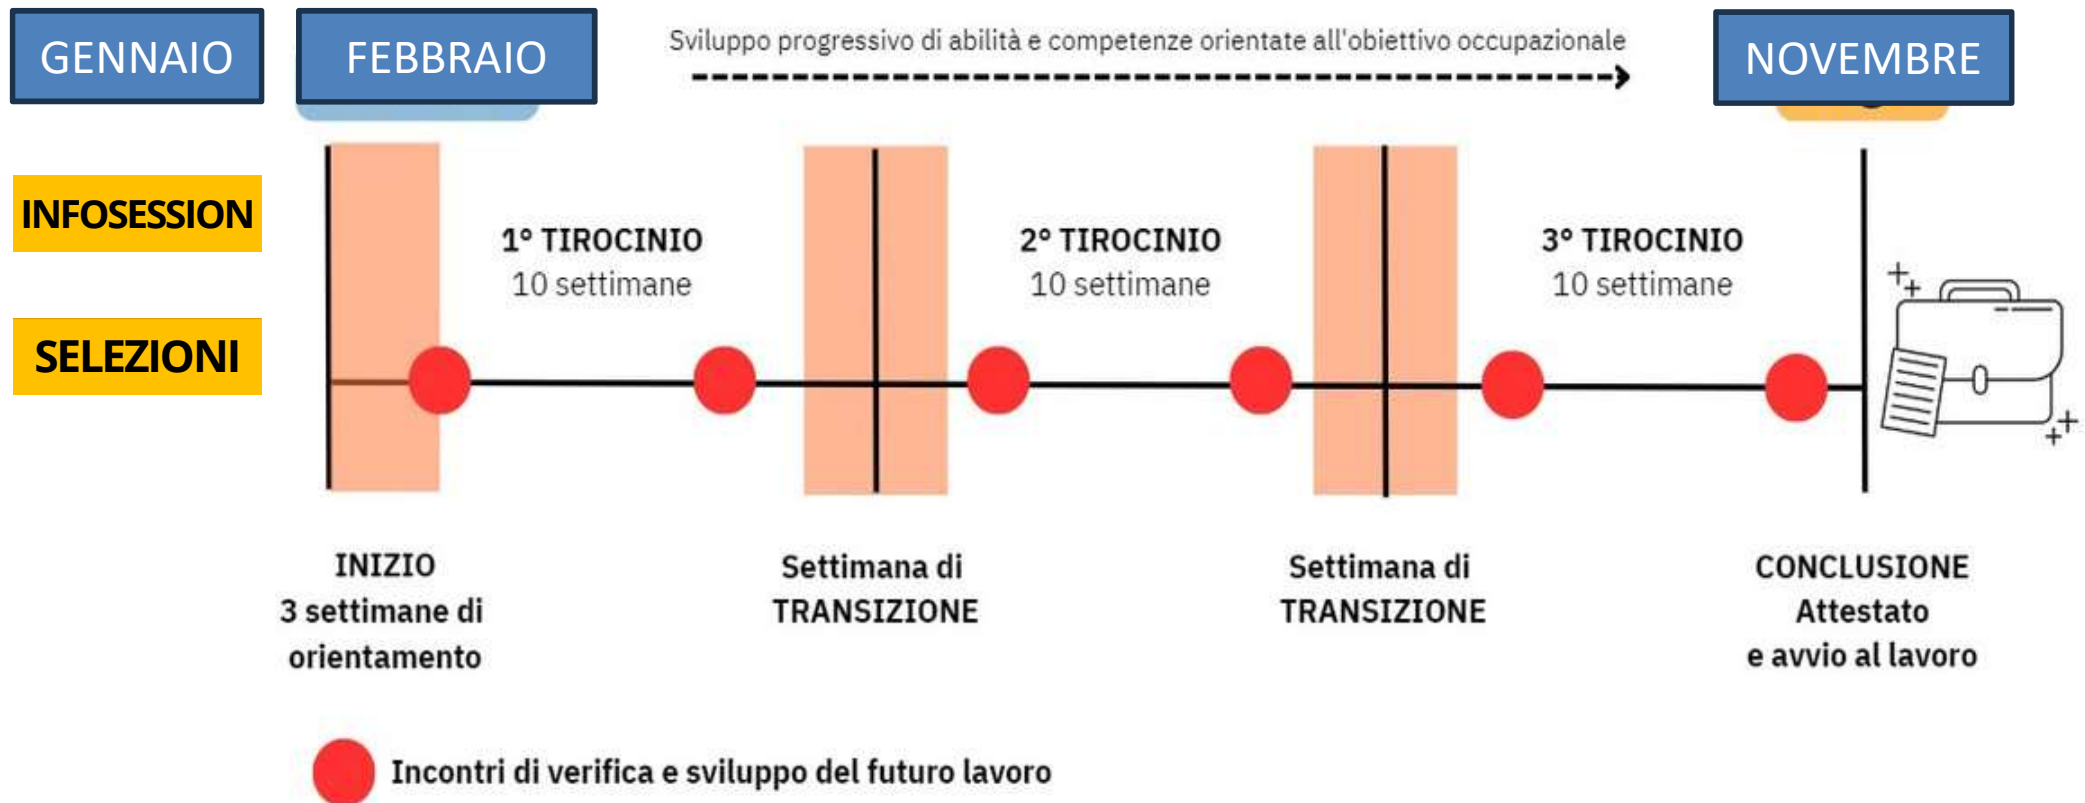 GENNAIO
FEBBRAIO
Sviluppo progressivo di abilità e competenze orientate all'obiettivo occupazionale
NOVEMBRE
INFOSESSION
SELEZIONI
1° TIROCINIO
10 settimane
2° TIROCINIO
10 settimane
3° TIROCINIO
10 settimane
INIZIO
3 settimane di
orientamento
Settimana di
TRANSIZIONE
Settimana di
TRANSIZIONE
CONCLUSIONE
Attestato
e avvio al lavoro
Incontri di verifica e sviluppo del futuro lavoro